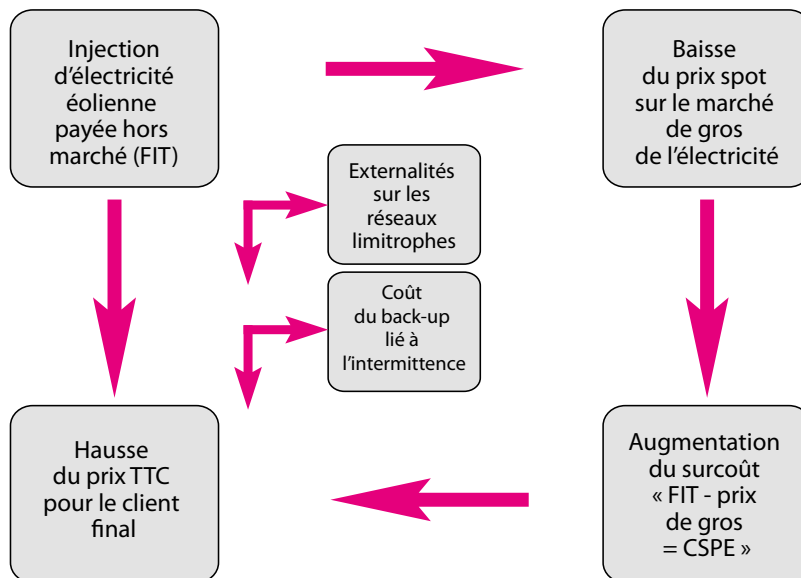 Injection
d’électricité
éolienne
payée hors
marché (FIT)
Baisse
du prix spot
sur le marché
de gros
de l’électricité
Externalités
sur les
réseaux
limitrophes
Coût
du back-up
lié à
l’intermittence
Hausse
du prix TTC
pour le client
final
Augmentation
du surcoût
« FIT - prix
de gros
= CSPE »